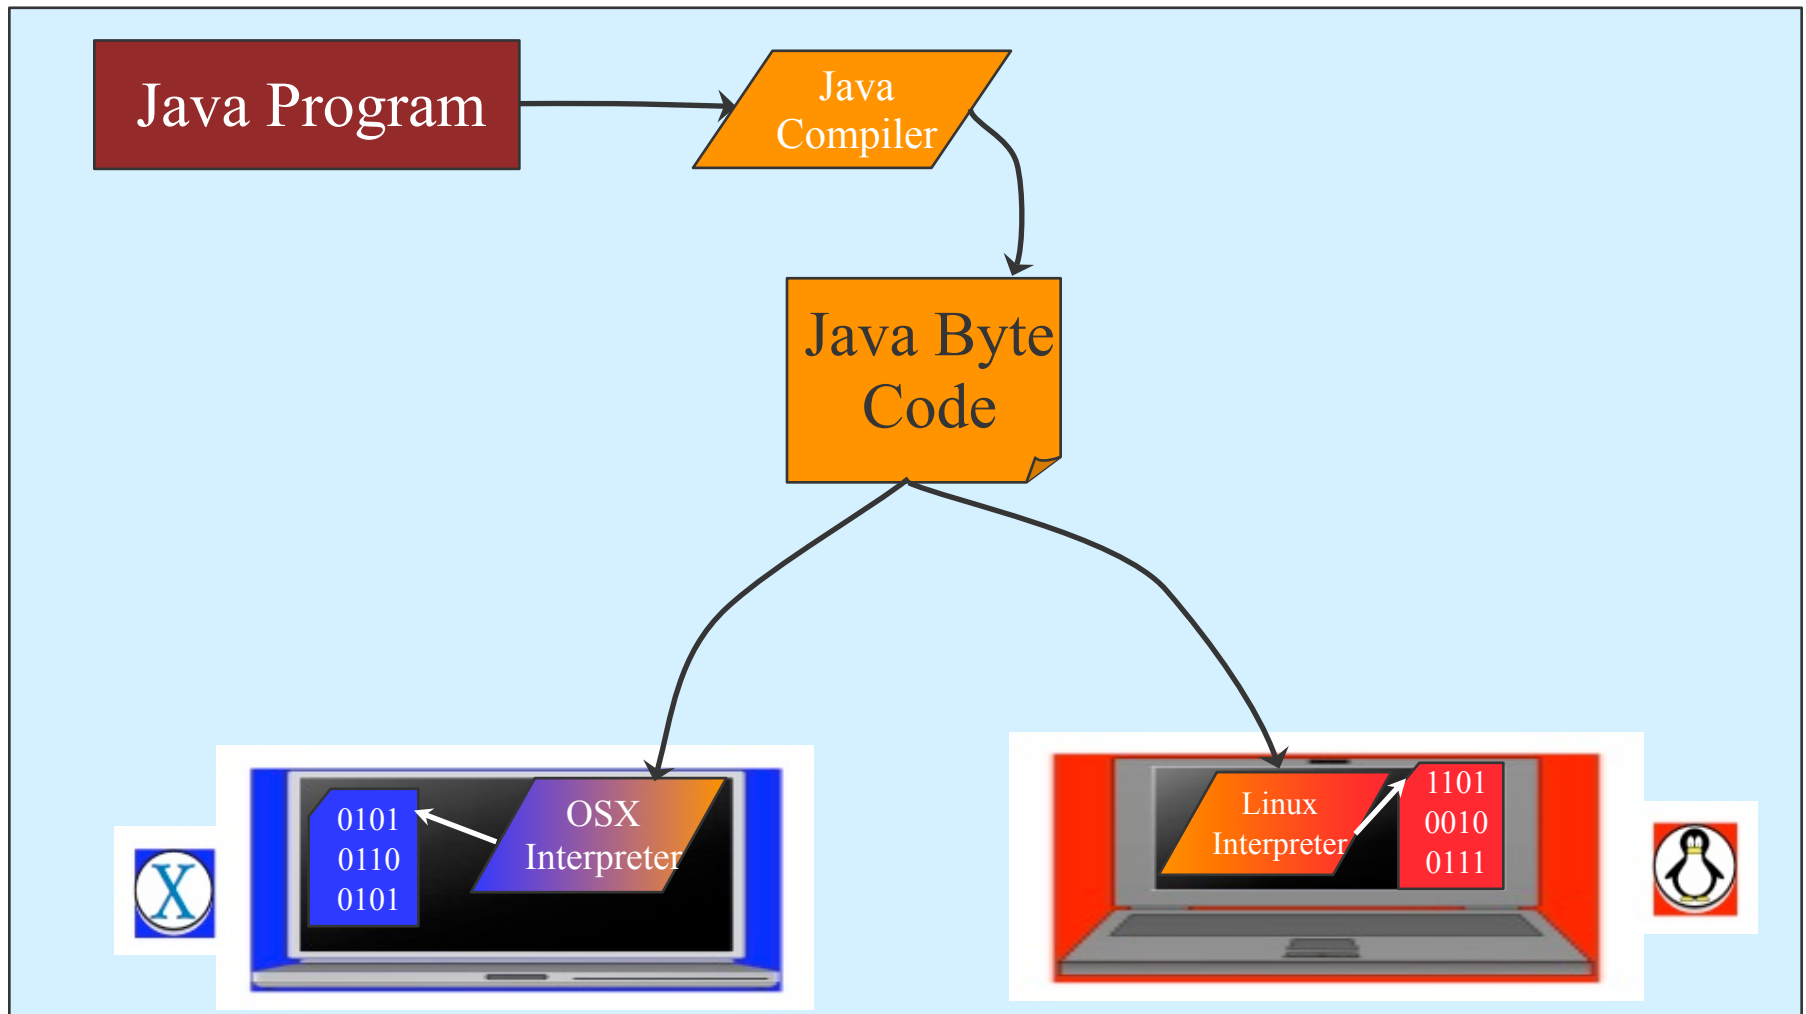 Java Program
Java
Compiler
Java Byte
Code
OSX
Interpreter
0101
0110
0101
X
Linux
Interpreter
1101
0010
0111